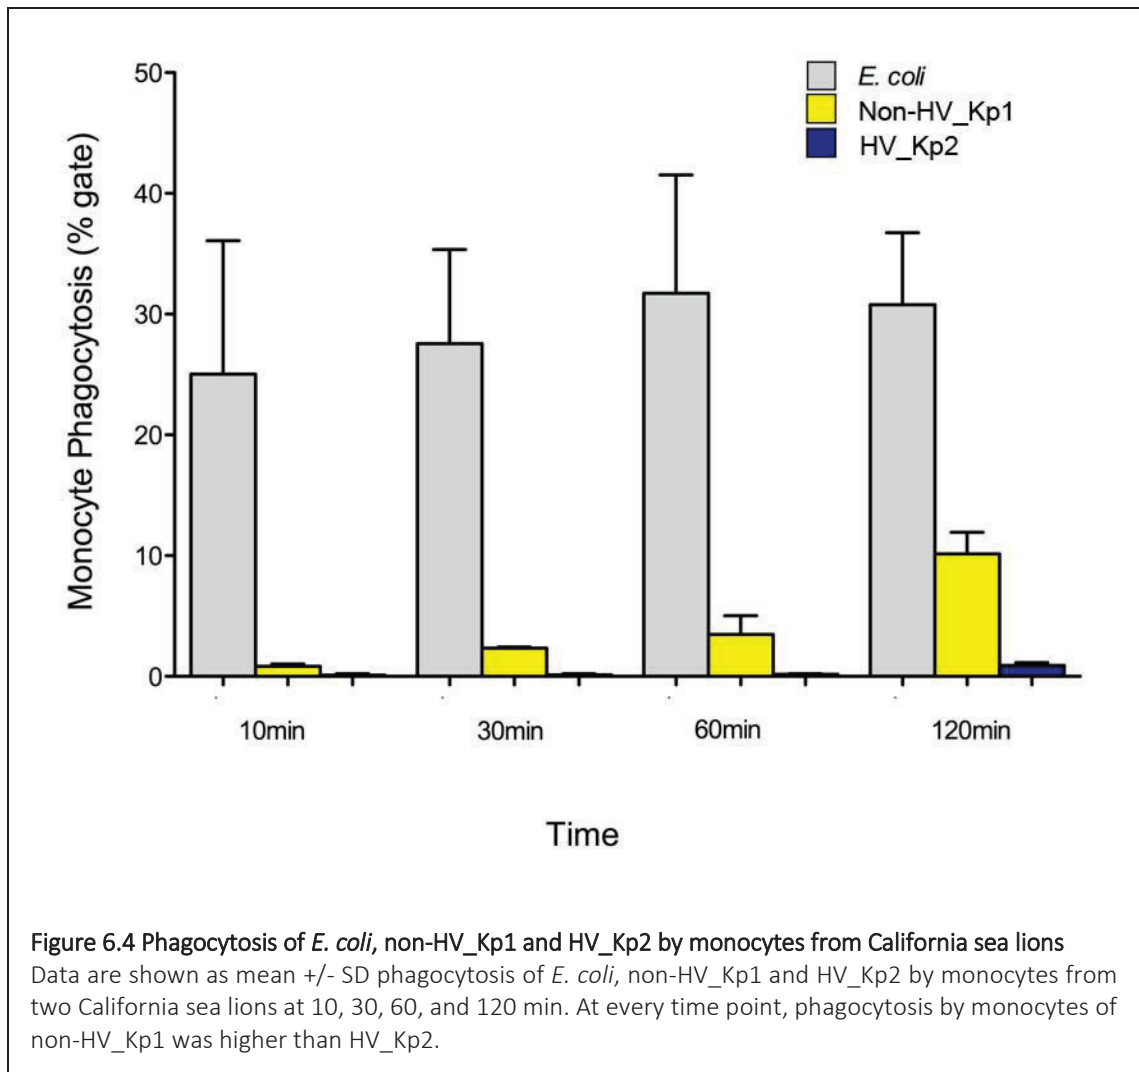 50
40
30
20
10
0
Monocyte Phagocytosis (% gate)
E. coli
Non-HV_Kp1
HV_Kp2
10min
30min
60min
120min
Time
Figure 6.4 Phagocytosis of E. coli, non-HV_Kp1 and HV_Kp2 by monocytes from California sea lions
Data are shown as mean +/- SD phagocytosis of E. coli, non-HV_Kp1 and HV_Kp2 by monocytes from
two California sea lions at 10, 30, 60, and 120 min. At every time point, phagocytosis by monocytes of
non-HV_Kp1 was higher than HV_Kp2.